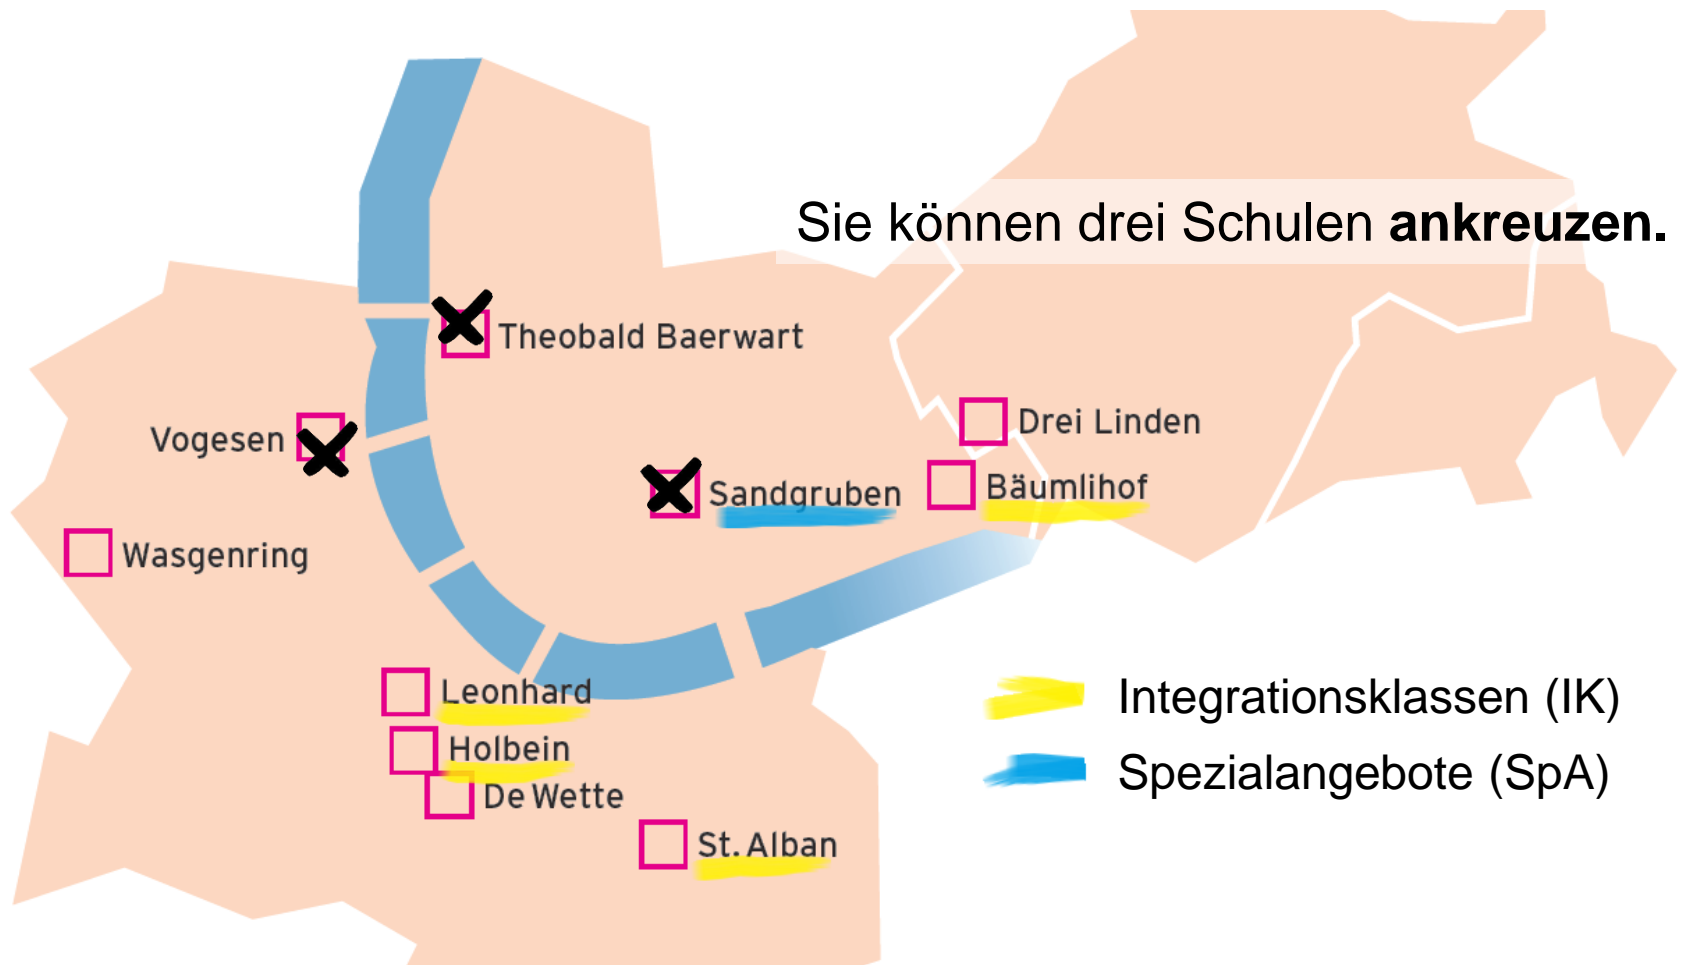 Sie können drei Schulen ankreuzen.
Theobald Baerwart
Drei Linden
Vogesen
Sandgruben
Bäumlihof
Wasgenring
Leonhard
Integrationsklassen (IK)
Holbein
Spezialangebote (SpA)
De Wette
St. Alban